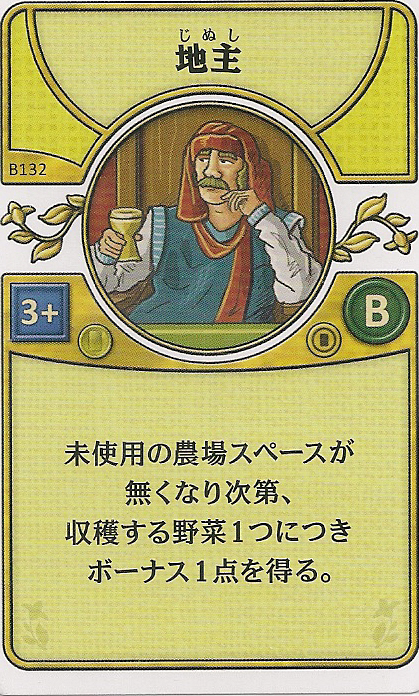 じぬし
地主
B132
3+
B
未使用の農場スペースが
無くなり次第、
収穫する野菜1つにつき
ボーナス1点を得る。